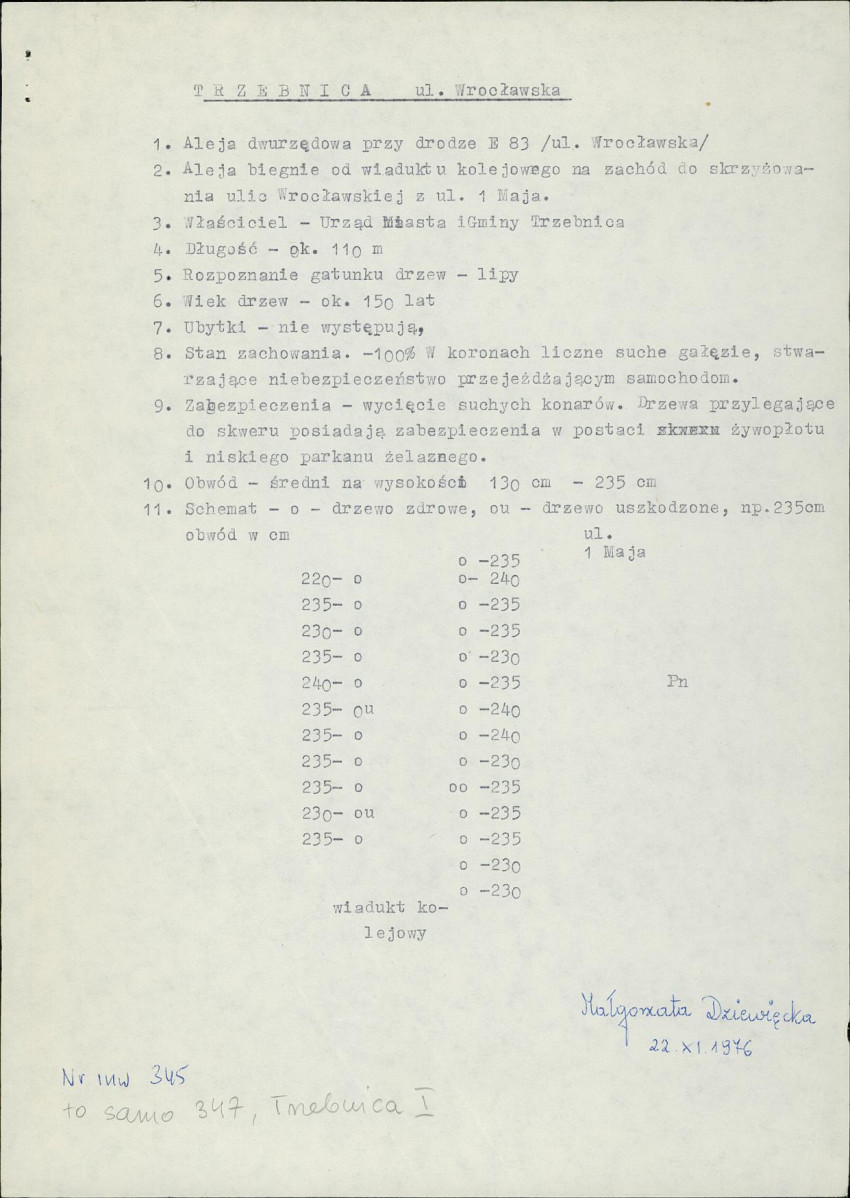 TRZEBNICA ul. Wrocławska
1. Aleja dwurzędowa przy drodze E 83 /ul. Wrocławska/
2. Aleja biegnie od wiaduktu kolejowego na zachód do skrzyżowa-
nia ulic Wrocławskiej z ul. 1 Maja.
3. Właściciel - Urząd Miasta iGminy Trzebnica
4. Długość - ok. 110 m
5. Rozpoznanie gatunku drzew - lipy
6. Wiek drzew - ok. 150 lat
7. Ubytki - nie występują,
8. Stan zachowania. -100% W koronach liczne suche gałęzie, stwa-
rzające niebezpieczeństwo przejeżdżającym samochodom.
9. Zabezpieczenia - wycięcie suchych konarów. Drzewa przylegające
do skweru posiadają zabezpieczenia w postaci żywopłotu
i niskiego parkanu żelaznego.
10. Obwód - średni na wysokości 130 cm - 235 cm
11. Schemat - o - drzewo zdrowe, ou - drzewo uszkodzone, np.235cm
obwód w cm ul.
o -235 1 Maja
220- o o- 240
235- o o -235
230- o o -235
235- o o -230
240- o o -235 Pn
235- ou o -240
235- o o -240
235- o o -230
235- o oo -235
230- ou o -235
235- o o -235
o -230
o -230
wiadukt ko-
lejowy
Małgorzata Dziewięcka
22.XI.1976
Nr inw 345
to samo 347, Trzebnica I